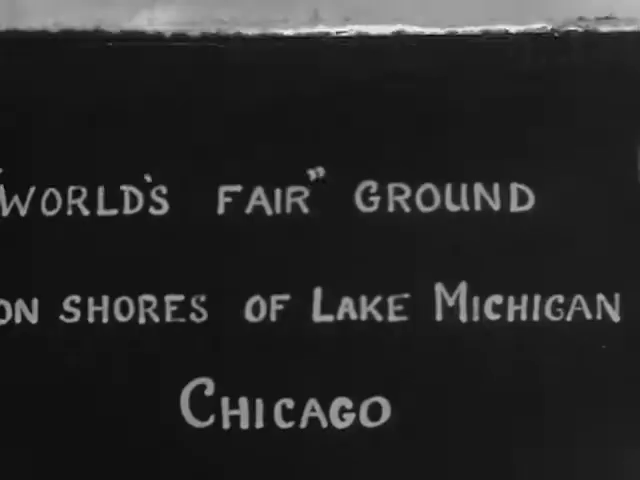 "WORLD'S FAIR" GROUND
ON SHORES OF LAKE MICHIGAN
CHICAGO